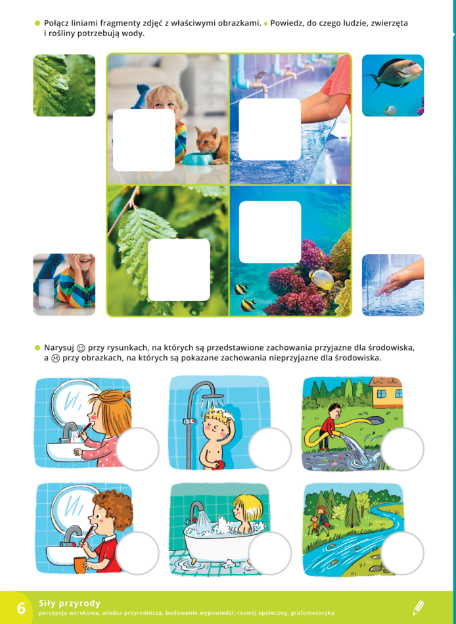 Połącz liniami fragmenty zdjęć z właściwymi obrazkami. • Powiedz, do czego ludzie, zwierzęta
i rośliny potrzebują wody.
Narysuj ☺ przy rysunkach, na których są przedstawione zachowania przyjazne dla środowiska,
a ☹ przy obrazkach, na których są pokazane zachowania nieprzyjazne dla środowiska.
6
Siły przyrody
percepcja wzrokowa, wiedza przyrodnicza, budowanie wypowiedzi, rozwój społeczny, grafomotoryka